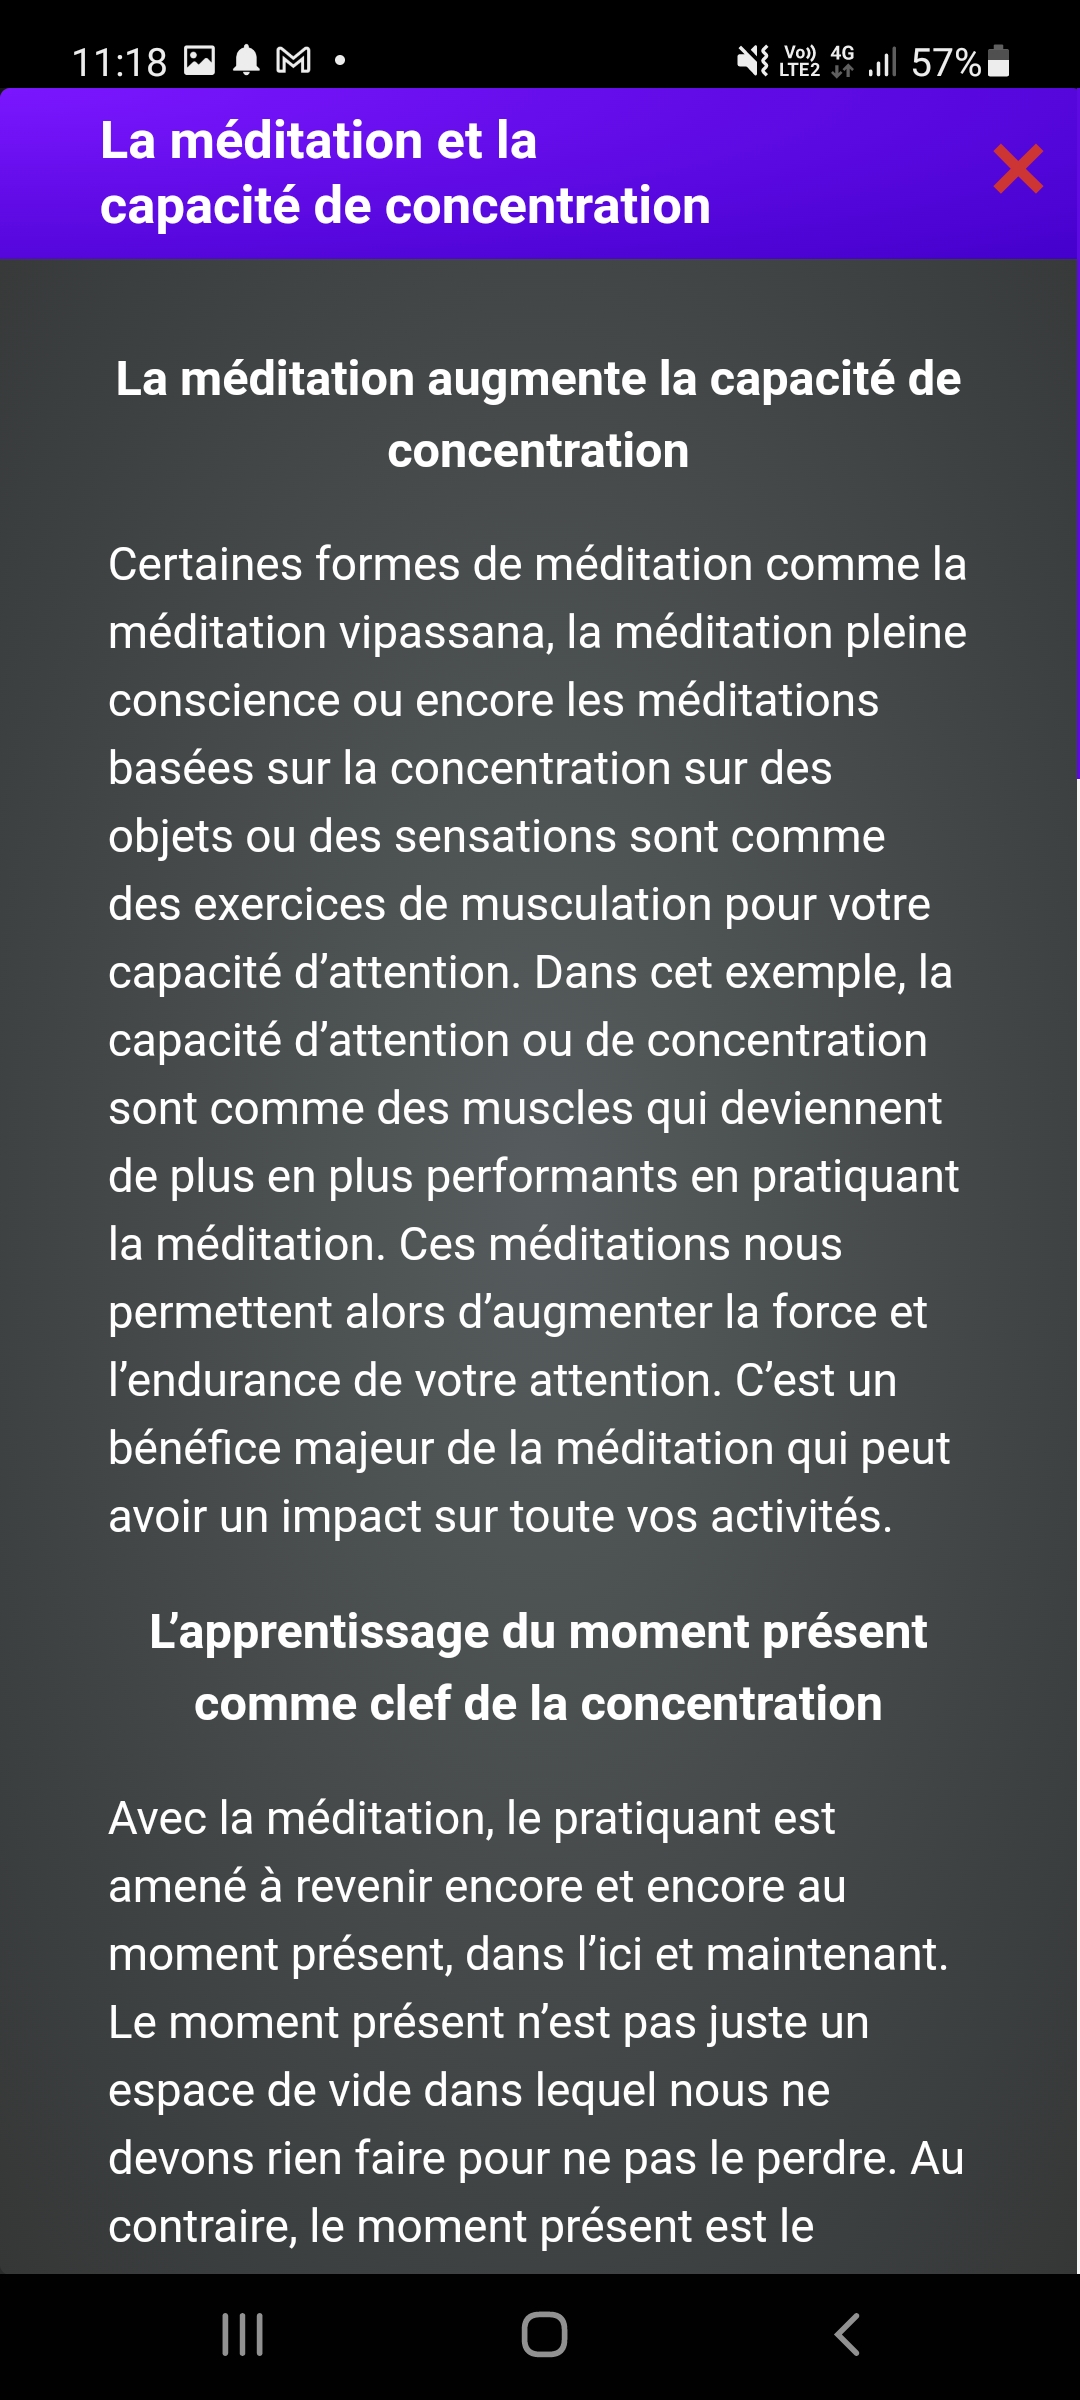 11:18
Vo)) LTE2 4G 57%
La méditation et la
capacité de concentration
La méditation augmente la capacité de
concentration
Certaines formes de méditation comme la
méditation vipassana, la méditation pleine
conscience ou encore les méditations
basées sur la concentration sur des
objets ou des sensations sont comme
des exercices de musculation pour votre
capacité d’attention. Dans cet exemple, la
capacité d’attention ou de concentration
sont comme des muscles qui deviennent
de plus en plus performants en pratiquant
la méditation. Ces méditations nous
permettent alors d’augmenter la force et
l’endurance de votre attention. C’est un
bénéfice majeur de la méditation qui peut
avoir un impact sur toute vos activités.
L’apprentissage du moment présent
comme clef de la concentration
Avec la méditation, le pratiquant est
amené à revenir encore et encore au
moment présent, dans l’ici et maintenant.
Le moment présent n’est pas juste un
espace de vide dans lequel nous ne
devons rien faire pour ne pas le perdre. Au
contraire, le moment présent est le